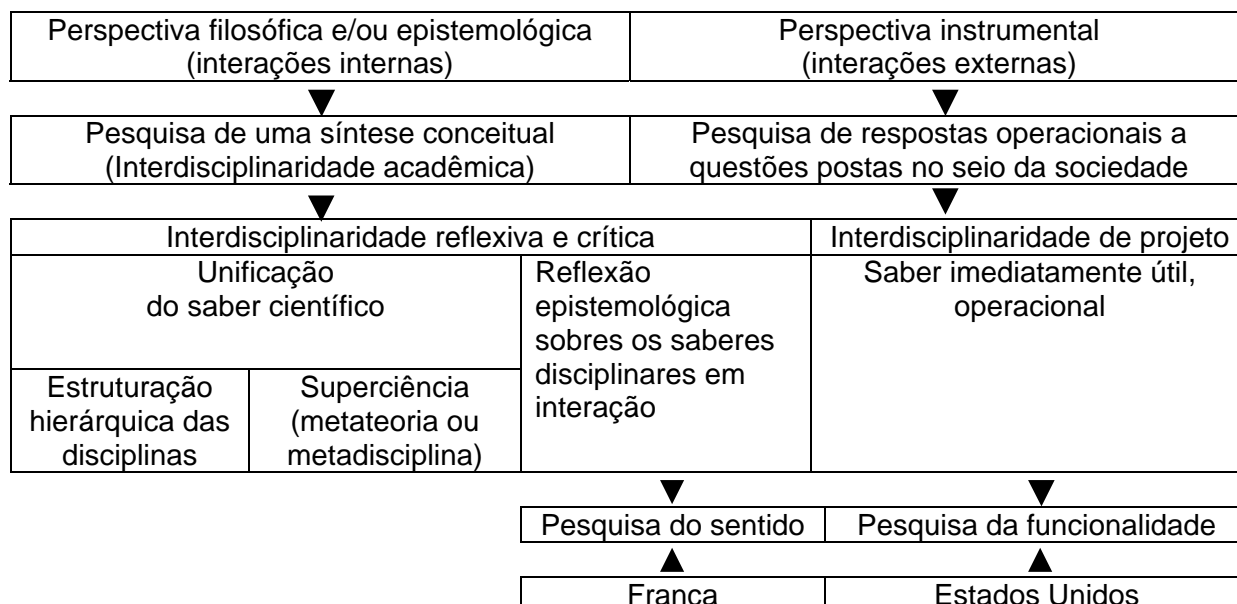 Perspectiva filosófica e/ou epistemológica
(interações internas)
Perspectiva instrumental
(interações externas)
Pesquisa de uma síntese conceitual
(Interdisciplinaridade acadêmica)
Pesquisa de respostas operacionais a
questões postas no seio da sociedade
Interdisciplinaridade reflexiva e crítica
Interdisciplinaridade de projeto
Unificação
do saber científico
Reflexão
epistemológica
sobres os saberes
disciplinares em
interação
Saber imediatamente útil,
operacional
Estruturação
hierárquica das
disciplinas
Superciência
(metateoria ou
metadisciplina)
Pesquisa do sentido
Pesquisa da funcionalidade
França
Estados Unidos